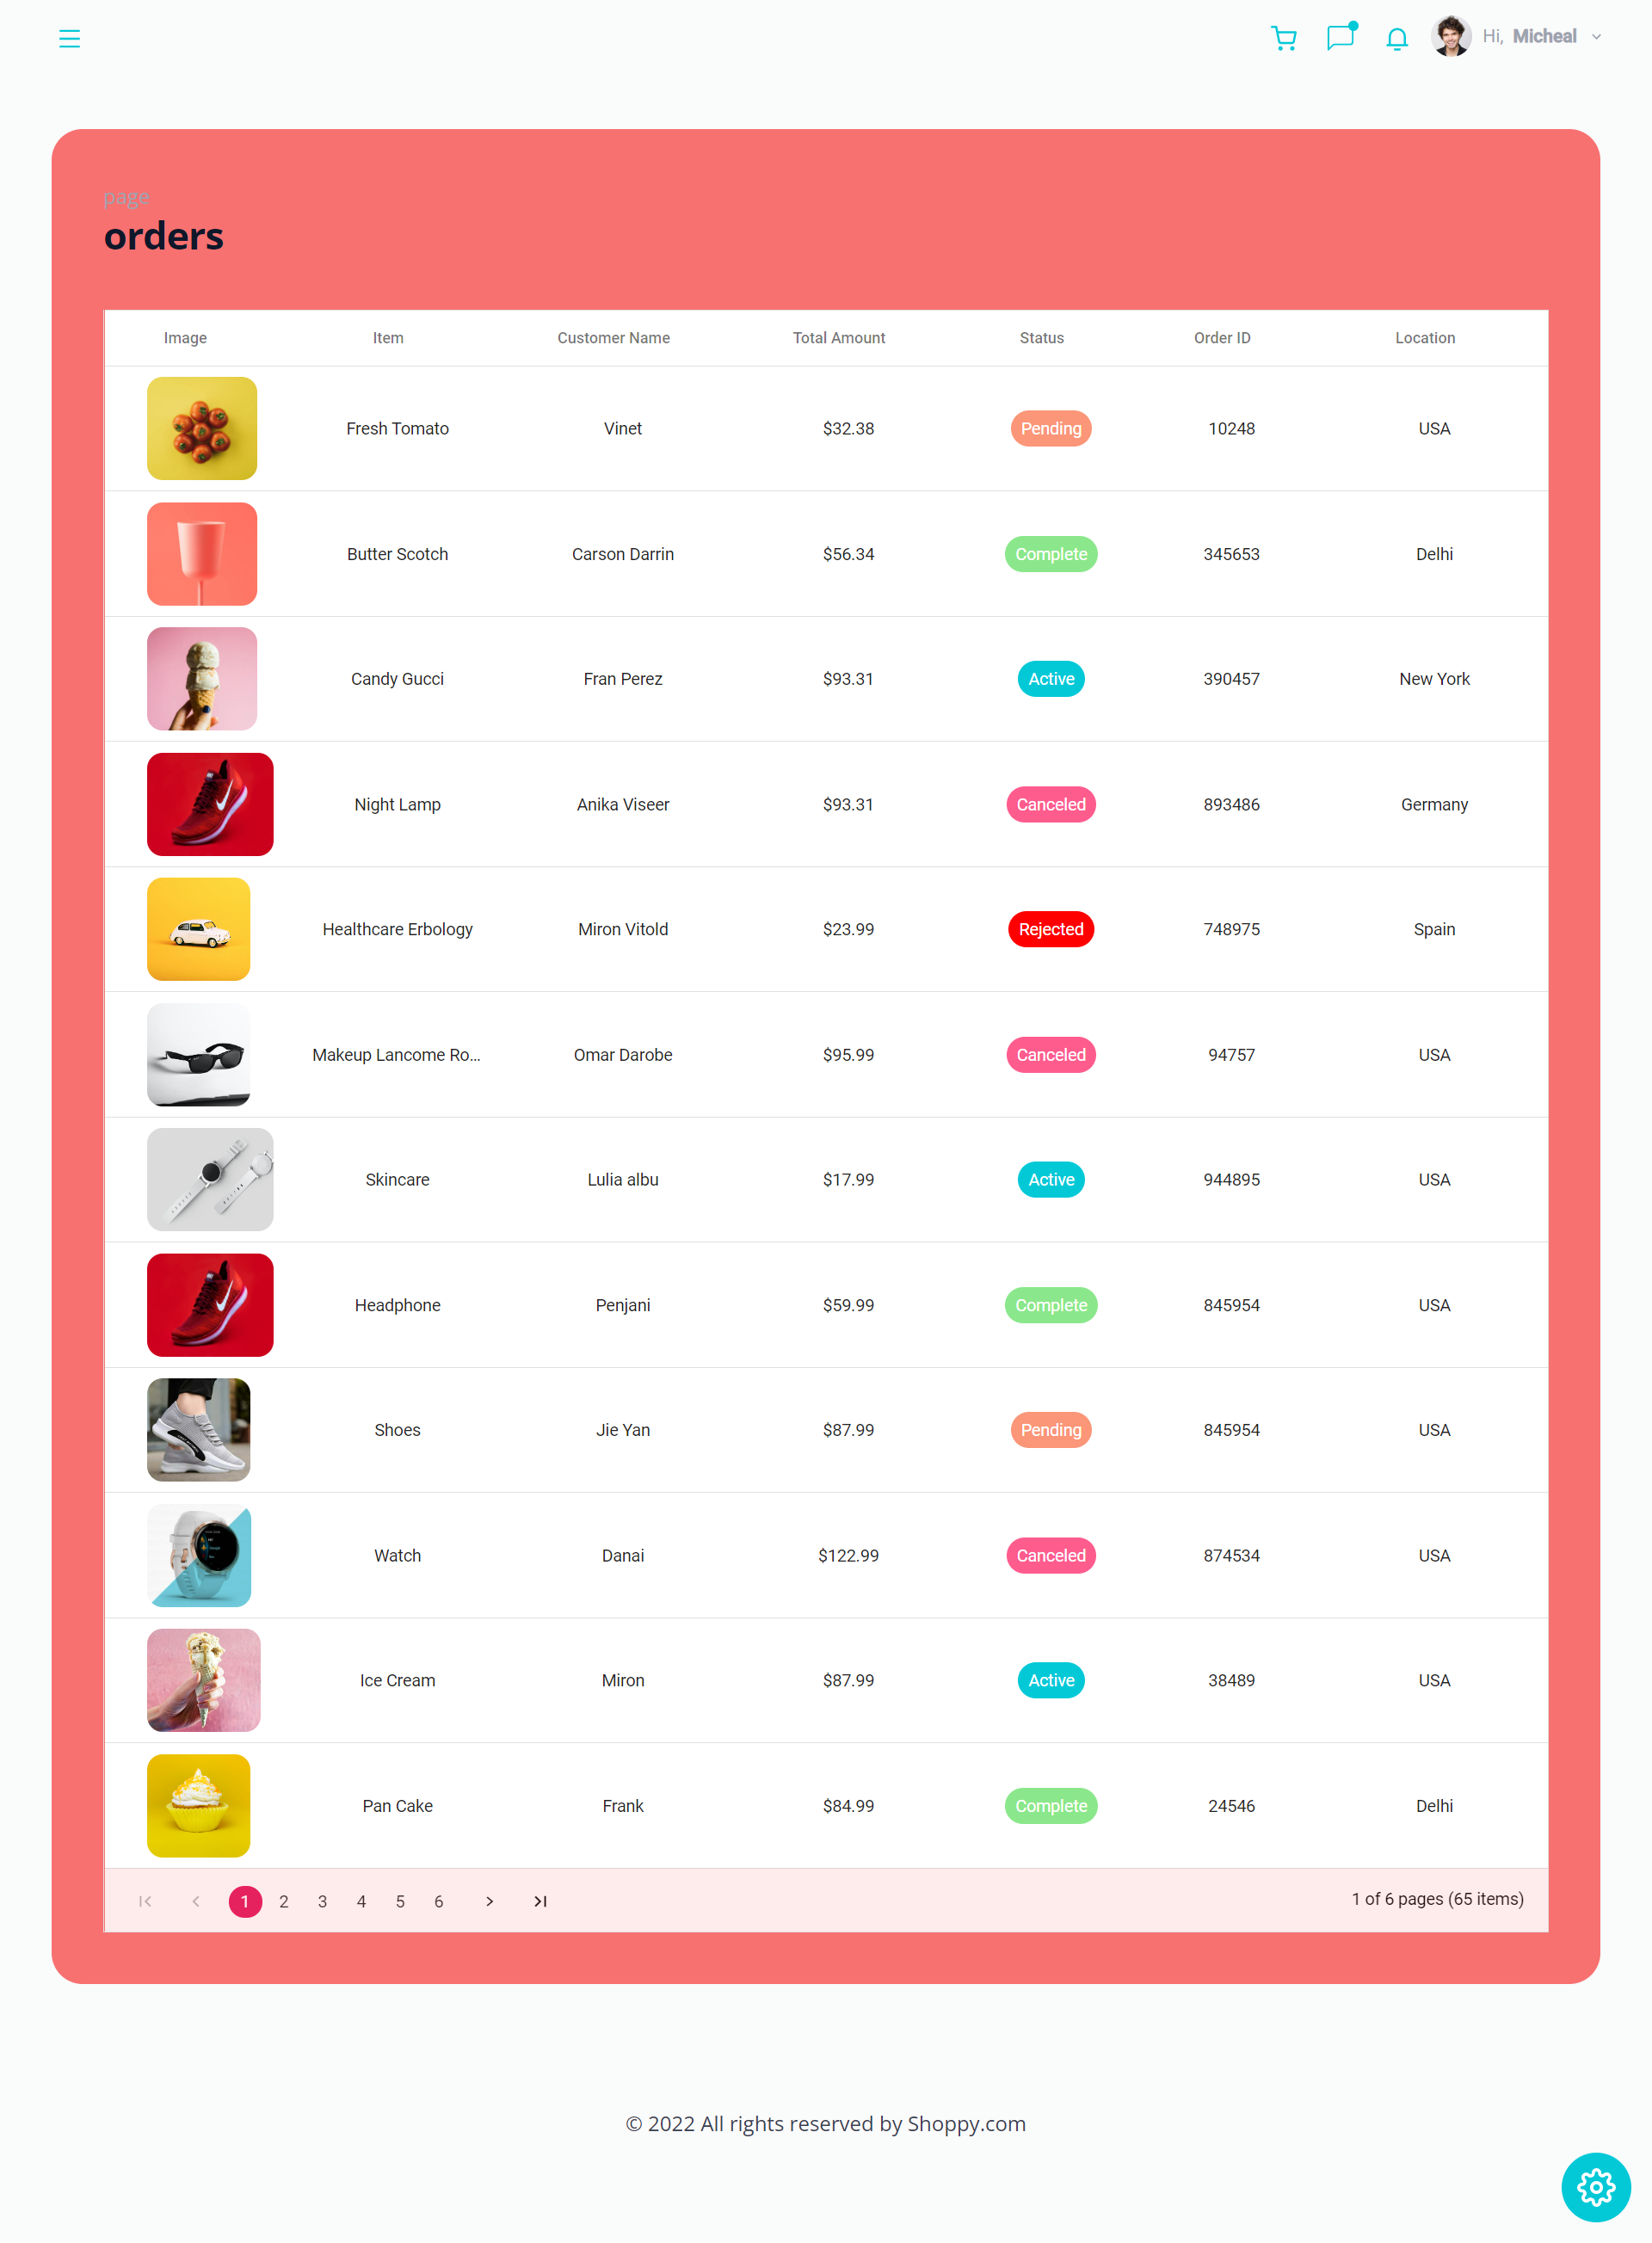 Hi, Micheal
page
orders
Image Item Customer Name Total Amount Status Order ID Location
Fresh Tomato Vinet $32.38 Pending 10248 USA
Butter Scotch Carson Darrin $56.34 Complete 345653 Delhi
Candy Gucci Fran Perez $93.31 Active 390457 New York
Night Lamp Anika Viseer $93.31 Canceled 893486 Germany
Healthcare Erbology Miron Vitold $23.99 Rejected 748975 Spain
Makeup Lancome Ro... Omar Darobe $95.99 Canceled 94757 USA
Skincare Lulia albu $17.99 Active 944895 USA
Headphone Penjani $59.99 Complete 845954 USA
Shoes Jie Yan $87.99 Pending 845954 USA
Watch Danai $122.99 Canceled 874534 USA
Ice Cream Miron $87.99 Active 38489 USA
Pan Cake Frank $84.99 Complete 24546 Delhi
1 2 3 4 5 6 1 of 6 pages (65 items)
© 2022 All rights reserved by Shoppy.com